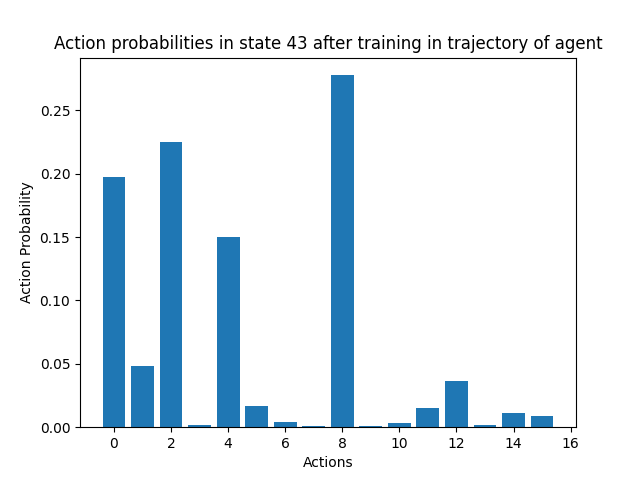 Action probabilities in state 43 after training in trajectory of agent
0.25
0.20
0.15
0.10
0.05
0.00
Action Probability
0 2 4 6 8 10 12 14 16
Actions